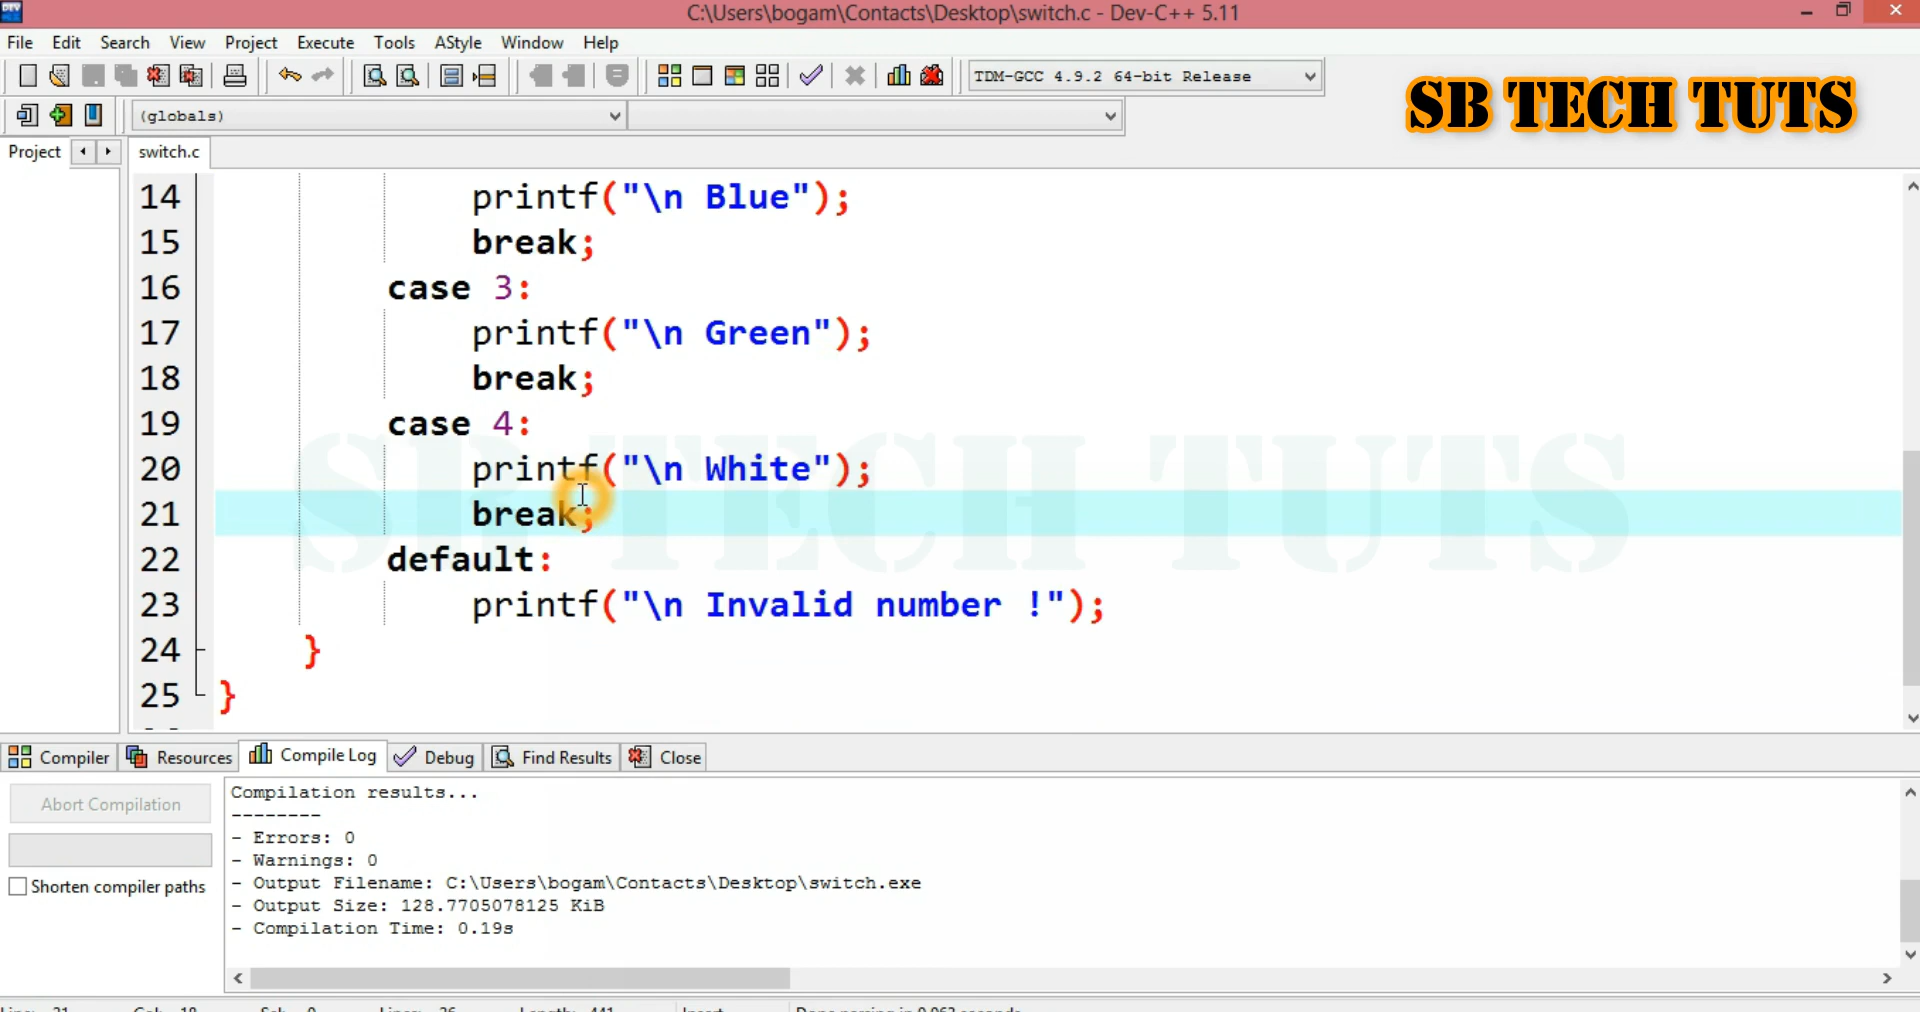 C:\Users\bogam\Contacts\Desktop\switch.c - Dev-C++ 5.11
File Edit Search View Project Execute Tools AStyle Window Help
TDM-GCC 4.9.2 64-bit Release
SB TECH TUTS
(globals)
Project switch.c
14 printf("\n Blue");
15 break;
16 case 3:
17 printf("\n Green");
18 break;
19 case 4:
20 printf("\n White");
21 break;
22 default:
23 printf("\n Invalid number !");
24 }
25 }
SB TECH TUTS
Compiler Resources Compile Log Debug Find Results Close
Abort Compilation
Shorten compiler paths
Compilation results...
--------
- Errors: 0
- Warnings: 0
- Output Filename: C:\Users\bogam\Contacts\Desktop\switch.exe
- Output Size: 128.7705078125 KiB
- Compilation Time: 0.19s